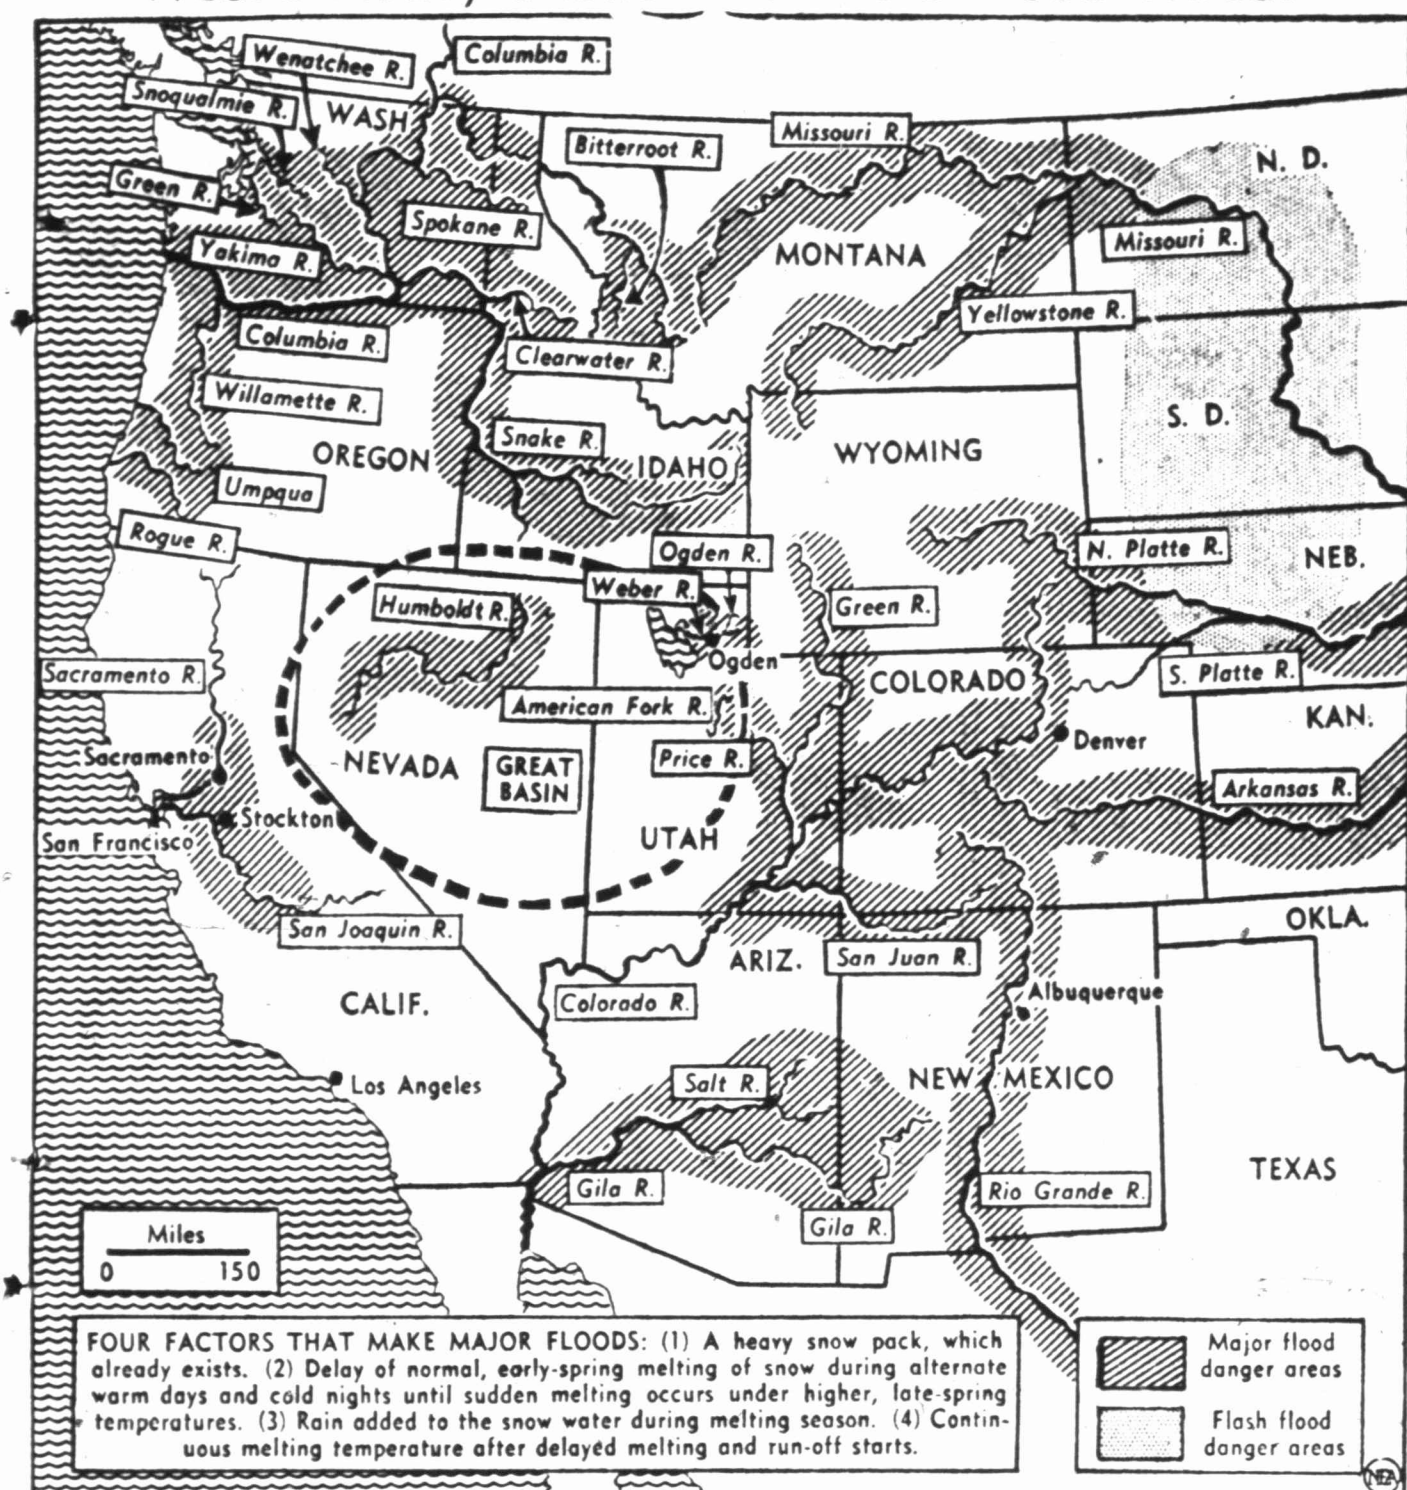 Wenatchee R.
Columbia R.
Snoqualmie R.
WASH
Missouri R.
Bitterroot R.
N. D.
Green R.
Spokane R.
Missouri R.
Yakima R.
MONTANA
Yellowstone R.
Columbia R.
Clearwater R.
Willamette R.
S. D.
Snake R.
OREGON
IDAHO
WYOMING
Umpqua
Rogue R.
Ogden R.
N. Platte R.
NEB.
Weber R.
Humboldt R.
Green R.
Ogden
Sacramento R.
S. Platte R.
COLORADO
American Fork R.
KAN.
Denver
Sacramento
NEVADA
GREAT
BASIN
Price R.
Arkansas R.
Stockton
San Francisco
UTAH
San Joaquin R.
OKLA.
ARIZ.
San Juan R.
Colorado R.
Albuquerque
CALIF.
Los Angeles
Salt R.
NEW MEXICO
TEXAS
Gila R.
Rio Grande R.
Gila R.
Miles
0 150
FOUR FACTORS THAT MAKE MAJOR FLOODS: (1) A heavy snow pack, which
already exists. (2) Delay of normal, early-spring melting of snow during alternate
warm days and cold nights until sudden melting occurs under higher, late-spring
temperatures. (3) Rain added to the snow water during melting season. (4) Contin-
uous melting temperature after delayed melting and run-off starts.
Major flood
danger areas
Flash flood
danger areas
NEA